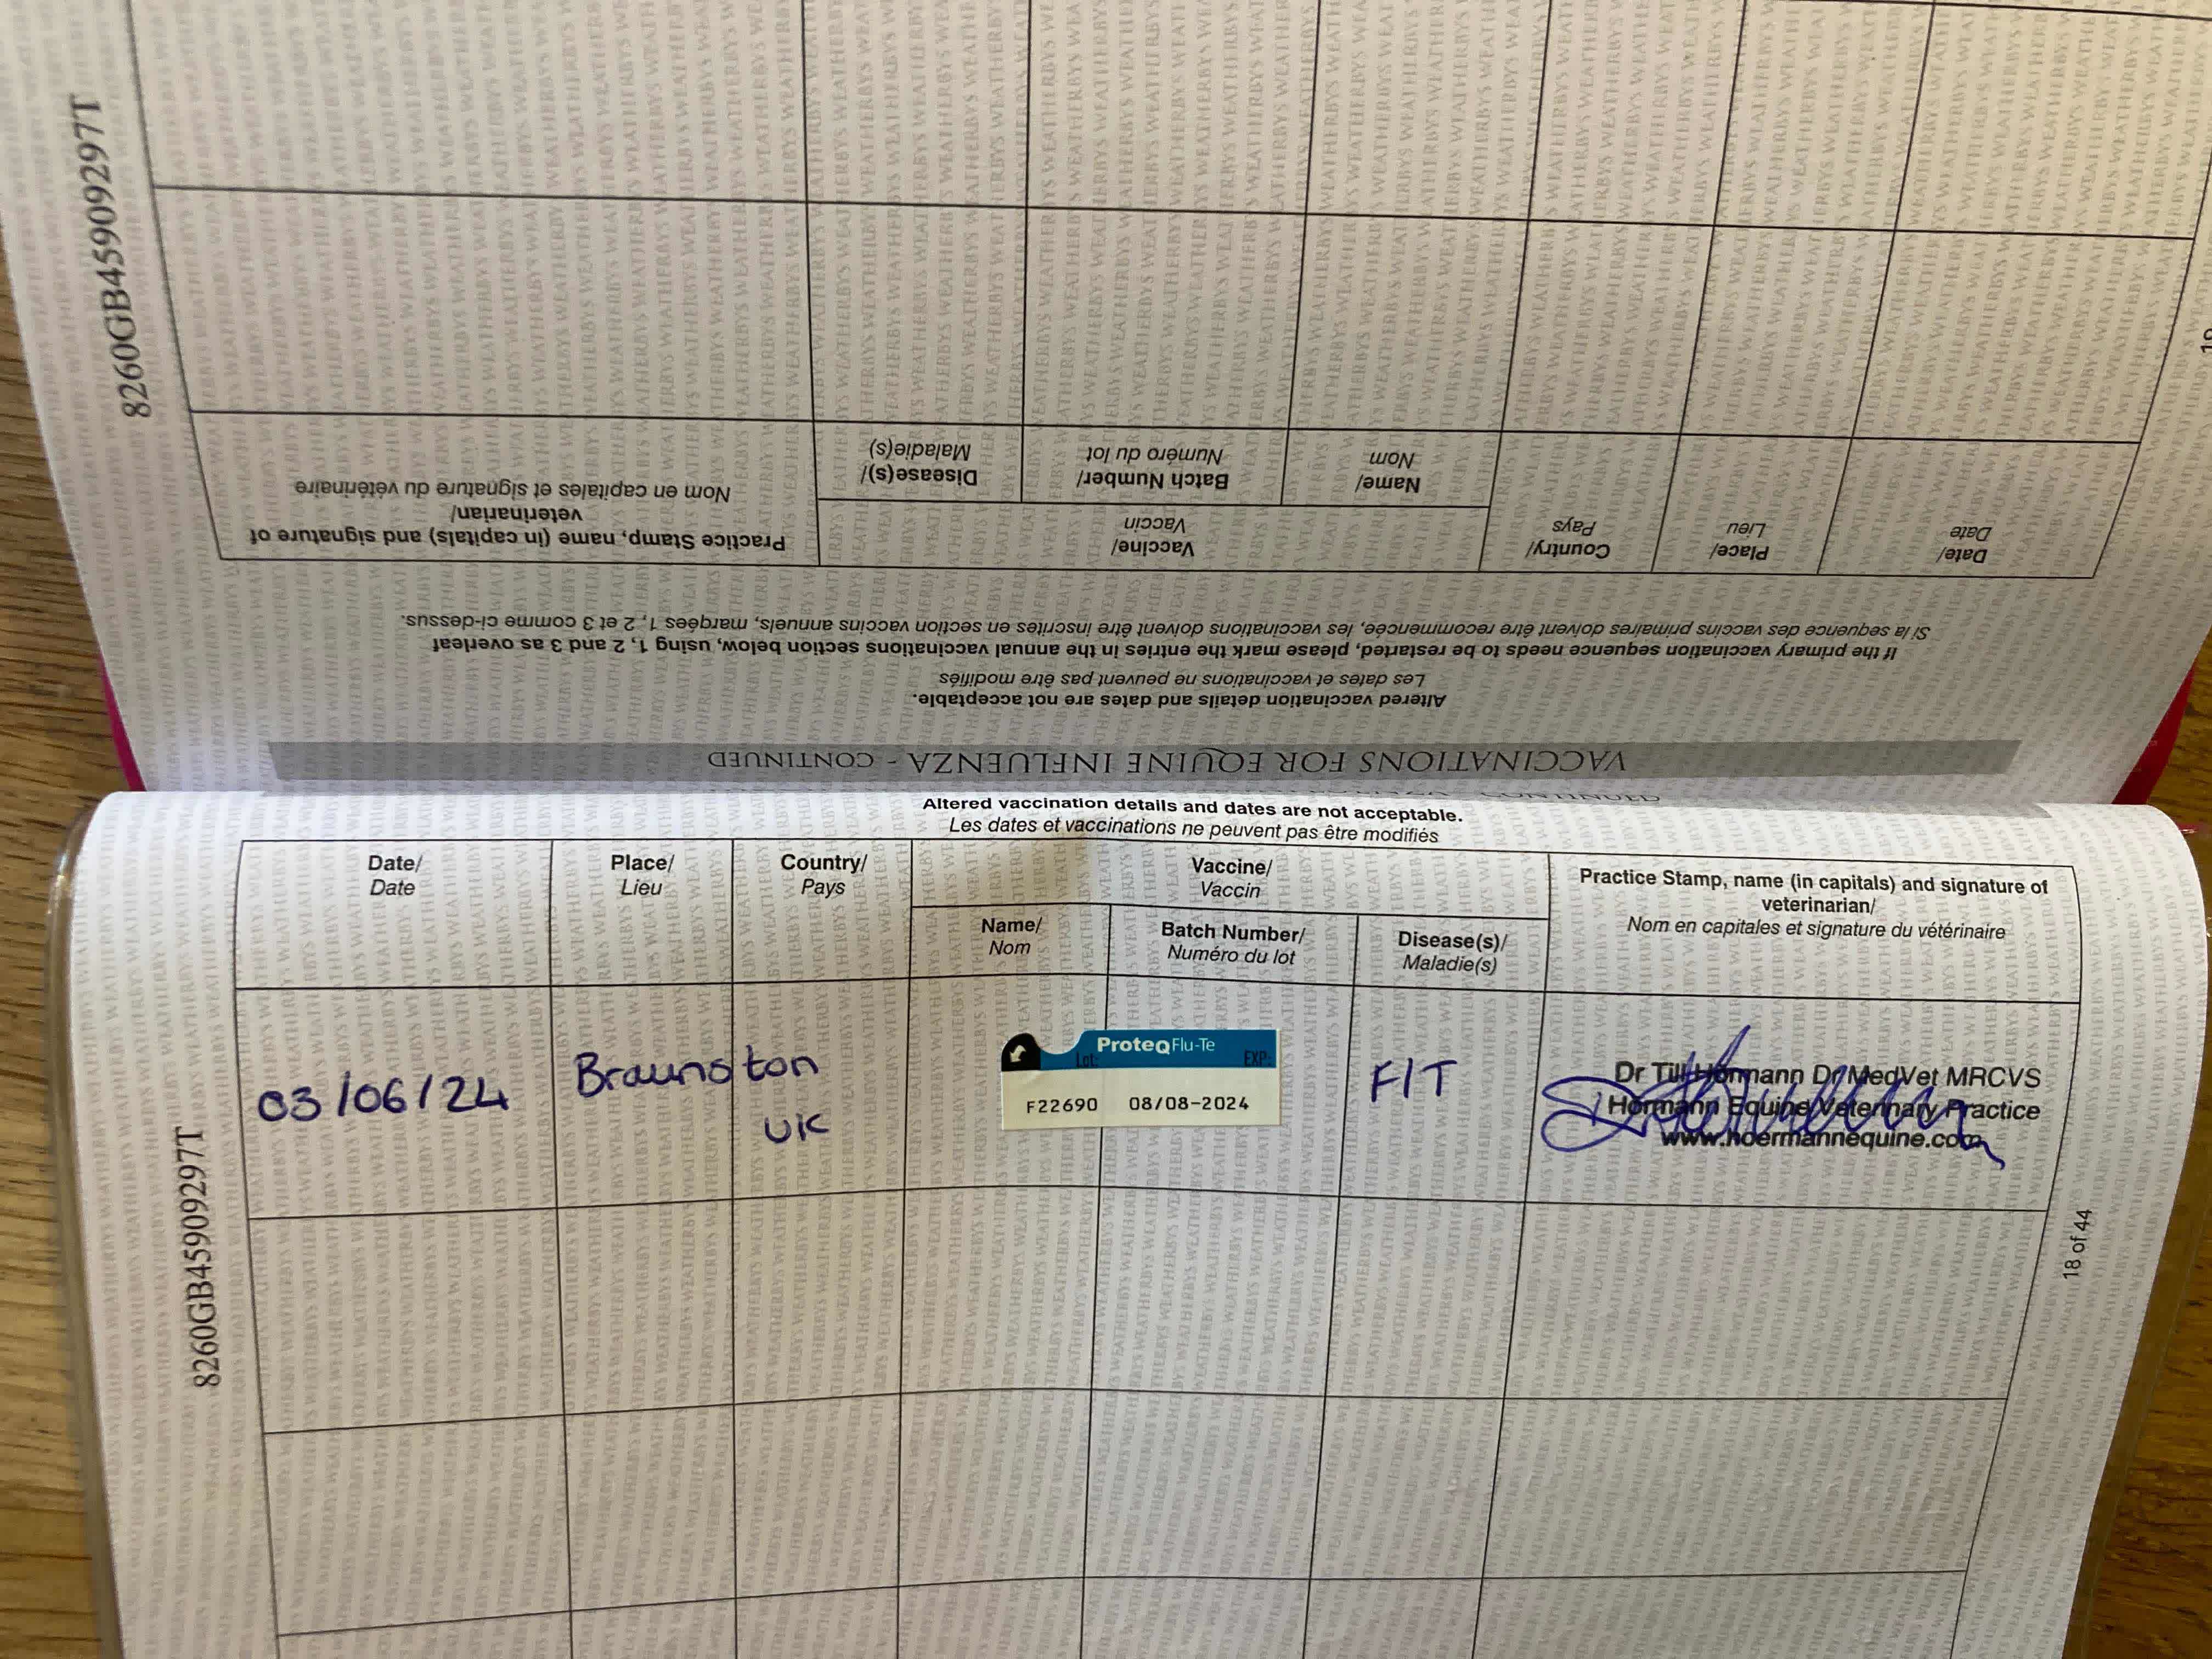 8260GB45909297T
Practice Stamp, name (in capitals) and signature of
veterinarian/
Nom en capitales et signature du vétérinaire
Disease(s)/
Maladie(s)
Batch Number/
Numéro du lot
Name/
Nom
Vaccine/
Vaccin
Country/
Pays
Place/
Lieu
Date/
Date
If the primary vaccination sequence needs to be restarted, please mark the entries in the annual vaccinations section below, using 1, 2 and 3 as overleaf
Si la sequence des vaccins primaires doivent être recommencée, les vaccinations doivent être inscrites en section vaccins annuels, marqées 1, 2 et 3 comme ci-dessus.
Altered vaccination details and dates are not acceptable.
Les dates et vaccinations ne peuvent pas être modifiés
VACCINATIONS FOR EQUINE INFLUENZA - CONTINUED
Altered vaccination details and dates are not acceptable.
Les dates et vaccinations ne peuvent pas être modifiés
Date/
Date
Place/
Lieu
Country/
Pays
Vaccine/
Vaccin
Name/
Nom
Batch Number/
Numéro du lot
Disease(s)/
Maladie(s)
Practice Stamp, name (in capitals) and signature of
veterinarian/
Nom en capitales et signature du vétérinaire
03/06/24
Braunston
UK
ProteqFlu-Te
Lot: EXP:
F22690 08/08-2024
F/T
Dr Till Hörmann Dr MedVet MRCVS
Hörmann Equine Veterinary Practice
www.hoermannequine.com
8260GB45909297T
18 of 44